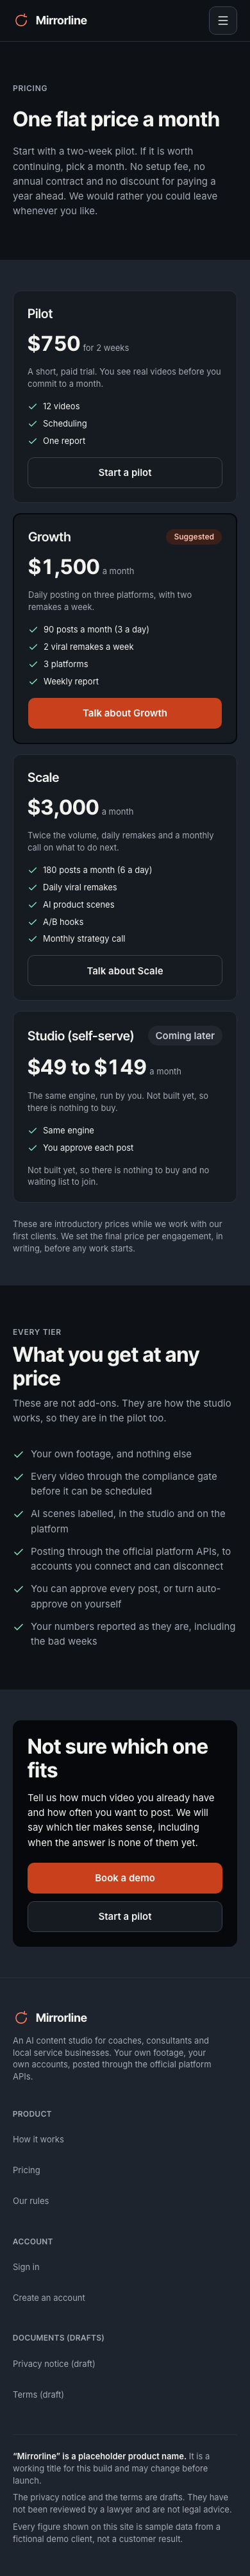 Mirrorline
PRICING
One flat price a month
Start with a two-week pilot. If it is worth
continuing, pick a month. No setup fee, no
annual contract and no discount for paying a
year ahead. We would rather you could leave
whenever you like.
Pilot
$750 for 2 weeks
A short, paid trial. You see real videos before you
commit to a month.
12 videos
Scheduling
One report
Start a pilot
Growth
Suggested
$1,500 a month
Daily posting on three platforms, with two
remakes a week.
90 posts a month (3 a day)
2 viral remakes a week
3 platforms
Weekly report
Talk about Growth
Scale
$3,000 a month
Twice the volume, daily remakes and a monthly
call on what to do next.
180 posts a month (6 a day)
Daily viral remakes
AI product scenes
A/B hooks
Monthly strategy call
Talk about Scale
Studio (self-serve)
Coming later
$49 to $149 a month
The same engine, run by you. Not built yet, so
there is nothing to buy.
Same engine
You approve each post
Not built yet, so there is nothing to buy and no
waiting list to join.
These are introductory prices while we work with our
first clients. We set the final price per engagement, in
writing, before any work starts.
EVERY TIER
What you get at any
price
These are not add-ons. They are how the studio
works, so they are in the pilot too.
Your own footage, and nothing else
Every video through the compliance gate
before it can be scheduled
AI scenes labelled, in the studio and on the
platform
Posting through the official platform APIs, to
accounts you connect and can disconnect
You can approve every post, or turn auto-
approve on yourself
Your numbers reported as they are, including
the bad weeks
Not sure which one
fits
Tell us how much video you already have
and how often you want to post. We will
say which tier makes sense, including
when the answer is none of them yet.
Book a demo
Start a pilot
Mirrorline
An AI content studio for coaches, consultants and
local service businesses. Your own footage, your
own accounts, posted through the official platform
APIs.
PRODUCT
How it works
Pricing
Our rules
ACCOUNT
Sign in
Create an account
DOCUMENTS (DRAFTS)
Privacy notice (draft)
Terms (draft)
“Mirrorline” is a placeholder product name. It is a
working title for this build and may change before
launch.
The privacy notice and the terms are drafts. They have
not been reviewed by a lawyer and are not legal advice.
Every figure shown on this site is sample data from a
fictional demo client, not a customer result.